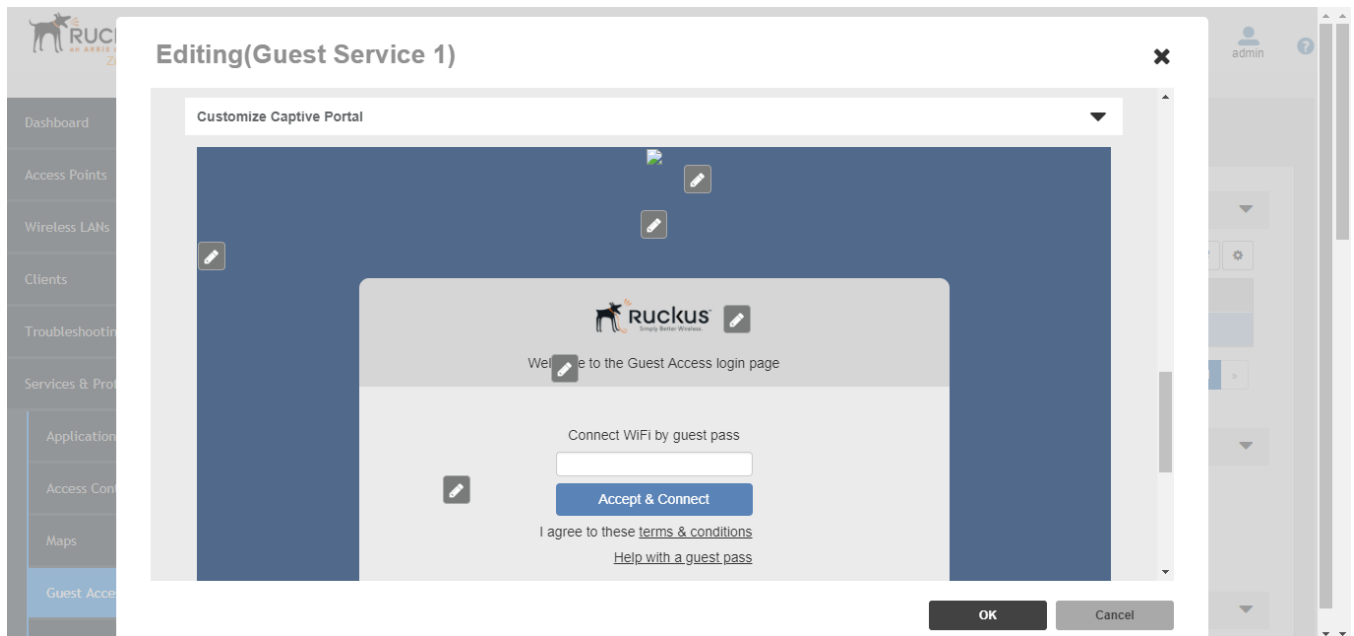 RUC
admin
Editing(Guest Service 1)
Dashboard
Customize Captive Portal
Access Points
Wireless LANs
Clients
RUCKUS
Simply Better Wireless.
Troubleshootin
Wel e to the Guest Access login page
Services & Pro
Application
Connect WiFi by guest pass
Access Con
Accept & Connect
I agree to these terms & conditions
Maps
Help with a guest pass
Guest Acce
OK
Cancel